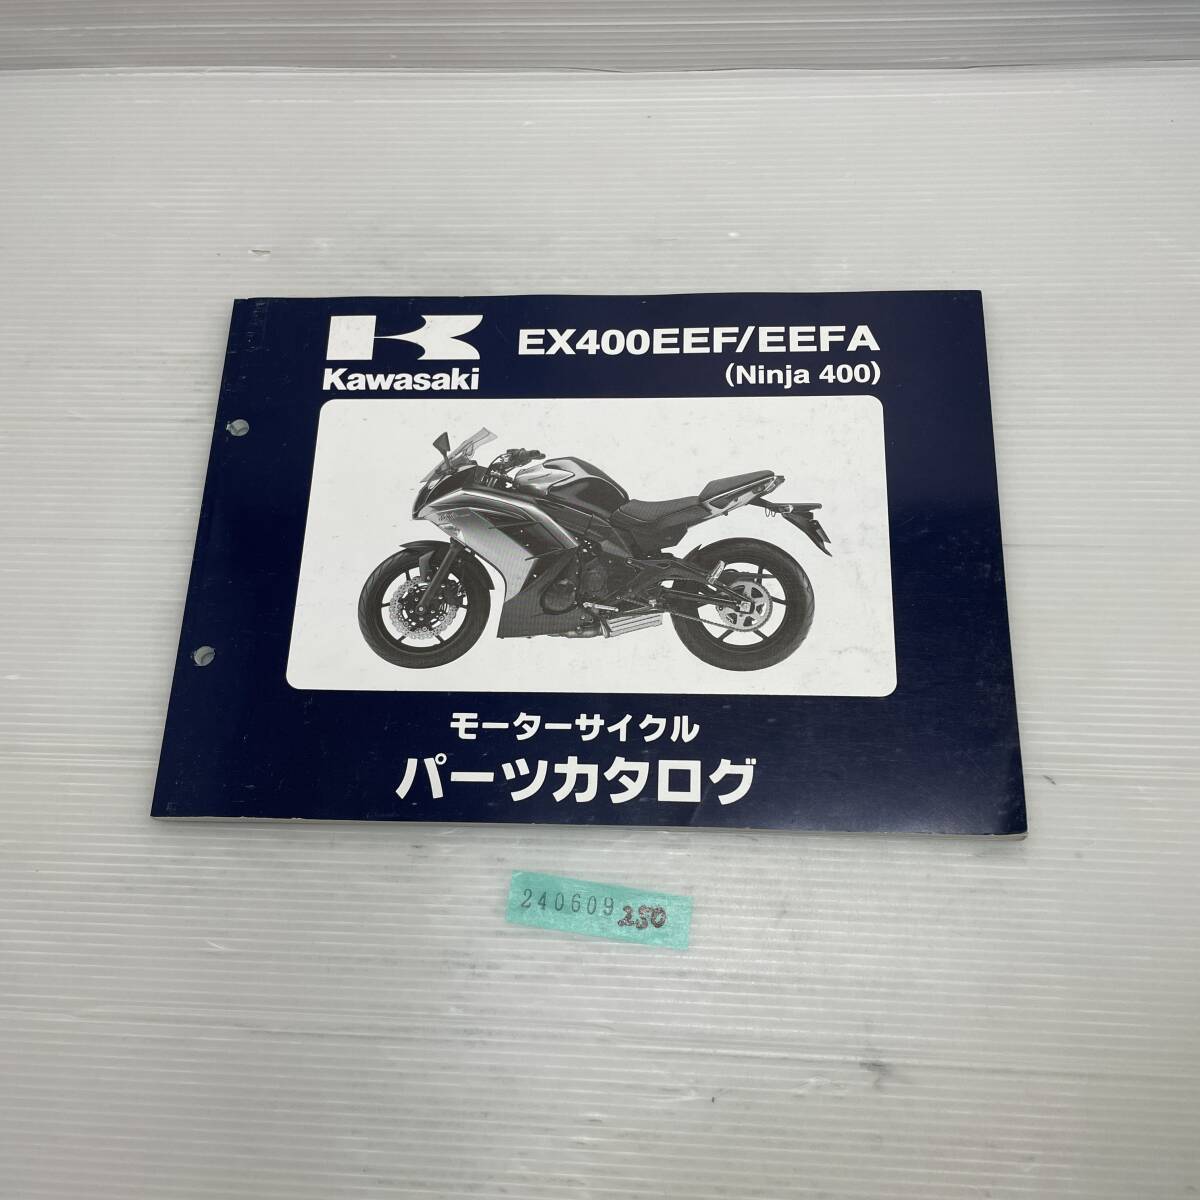 Kawasaki
EX400EEF/EEFA
(Ninja 400)
モーターサイクル
パーツカタログ
240609 250